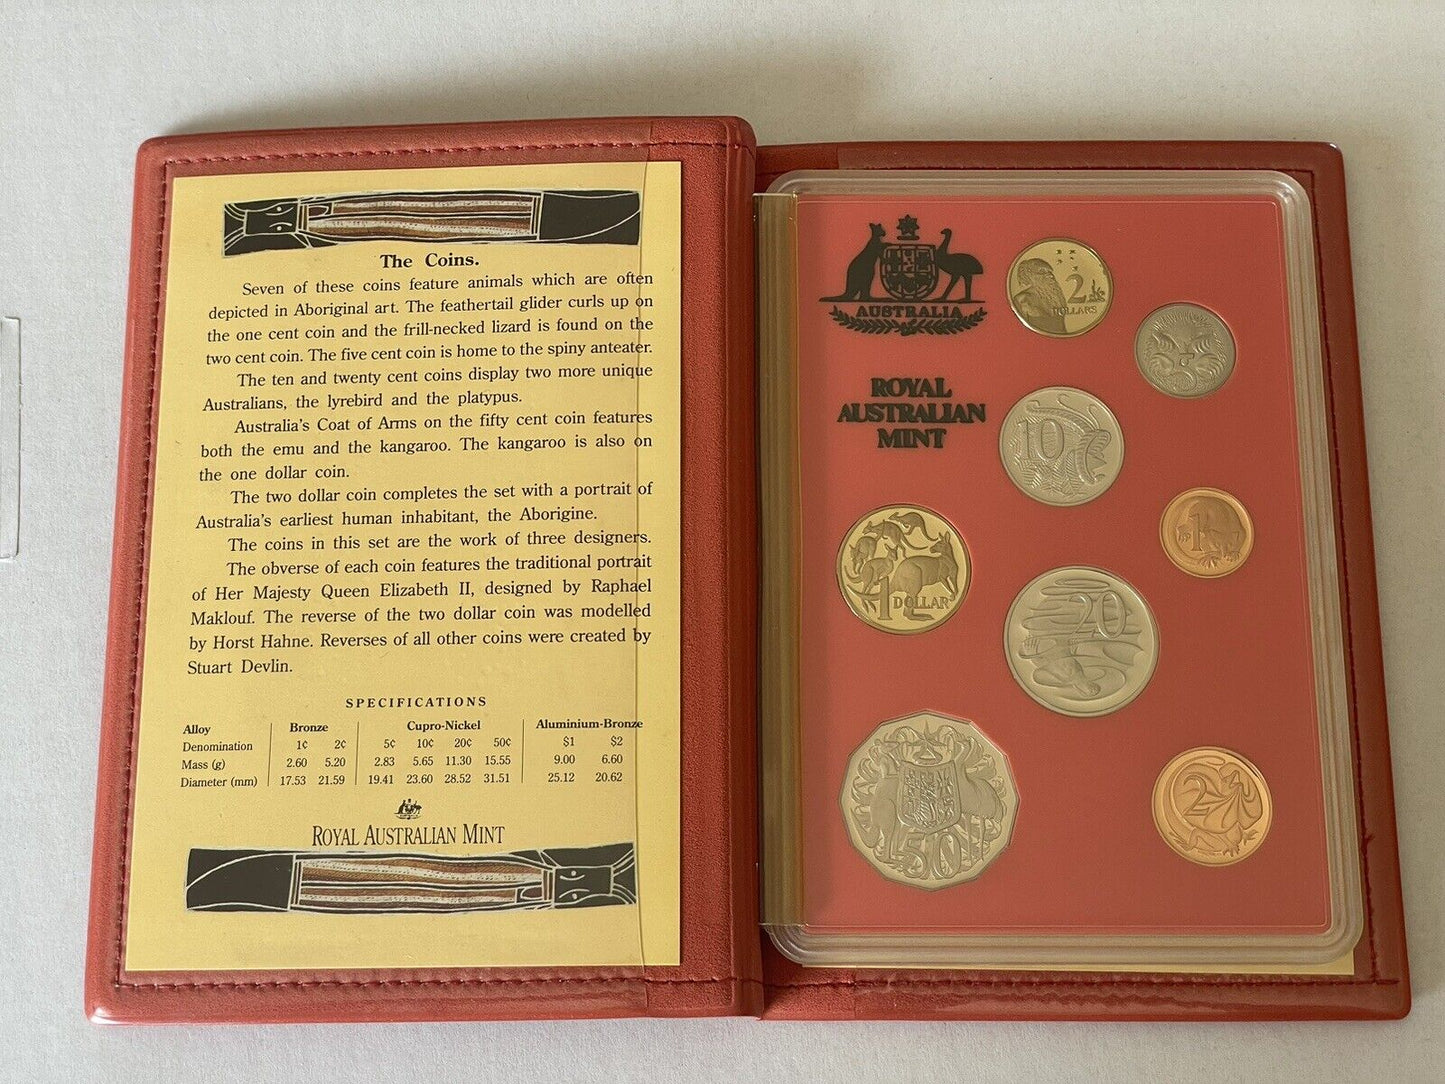 The Coins.
Seven of these coins feature animals which are often
depicted in Aboriginal art. The feathertail glider curls up on
the one cent coin and the frill-necked lizard is found on the
two cent coin. The five cent coin is home to the spiny anteater.
The ten and twenty cent coins display two more unique
Australians, the lyrebird and the platypus.
Australia's Coat of Arms on the fifty cent coin features
both the emu and the kangaroo. The kangaroo is also on
the one dollar coin.
The two dollar coin completes the set with a portrait of
Australia's earliest human inhabitant, the Aborigine.
The coins in this set are the work of three designers.
The obverse of each coin features the traditional portrait
of Her Majesty Queen Elizabeth II, designed by Raphael
Maklouf. The reverse of the two dollar coin was modelled
by Horst Hahne. Reverses of all other coins were created by
Stuart Devlin.
SPECIFICATIONS
Alloy Bronze Cupro-Nickel Aluminium-Bronze
Denomination 1¢ 2¢ 5¢ 10¢ 20¢ 50¢ $1 $2
Mass (g) 2.60 5.20 2.83 5.65 11.30 15.55 9.00 6.60
Diameter (mm) 17.53 21.59 19.41 23.60 28.52 31.51 25.12 20.62
ROYAL AUSTRALIAN MINT
AUSTRALIA
ROYAL
AUSTRALIAN
MINT
2
DOLLARS
5
10
1
DOLLAR
1
20
50
2